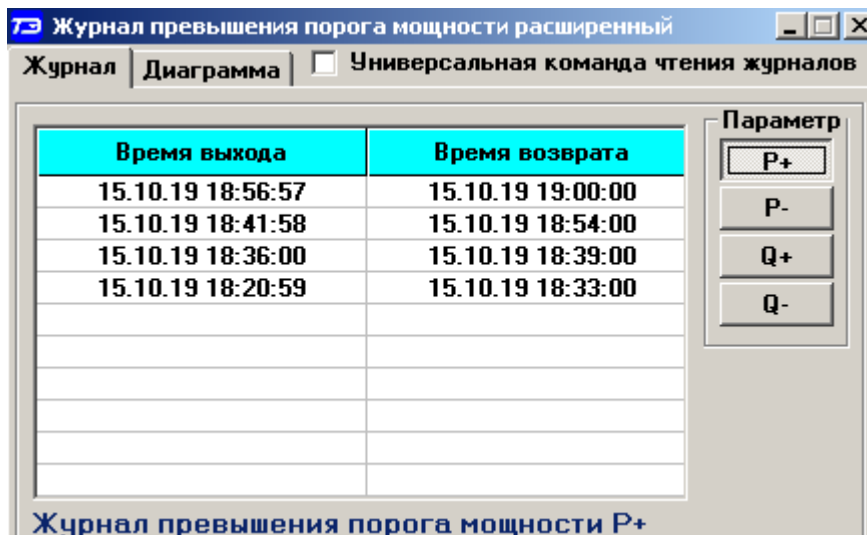 ТЭ Журнал превышения порога мощности расширенный
Журнал Диаграмма Универсальная команда чтения журналов
Параметр
Время выхода Время возврата
P+
15.10.19 18:56:57 15.10.19 19:00:00
P-
15.10.19 18:41:58 15.10.19 18:54:00
15.10.19 18:36:00 15.10.19 18:39:00
Q+
15.10.19 18:20:59 15.10.19 18:33:00
Q-
Журнал превышения порога мощности P+